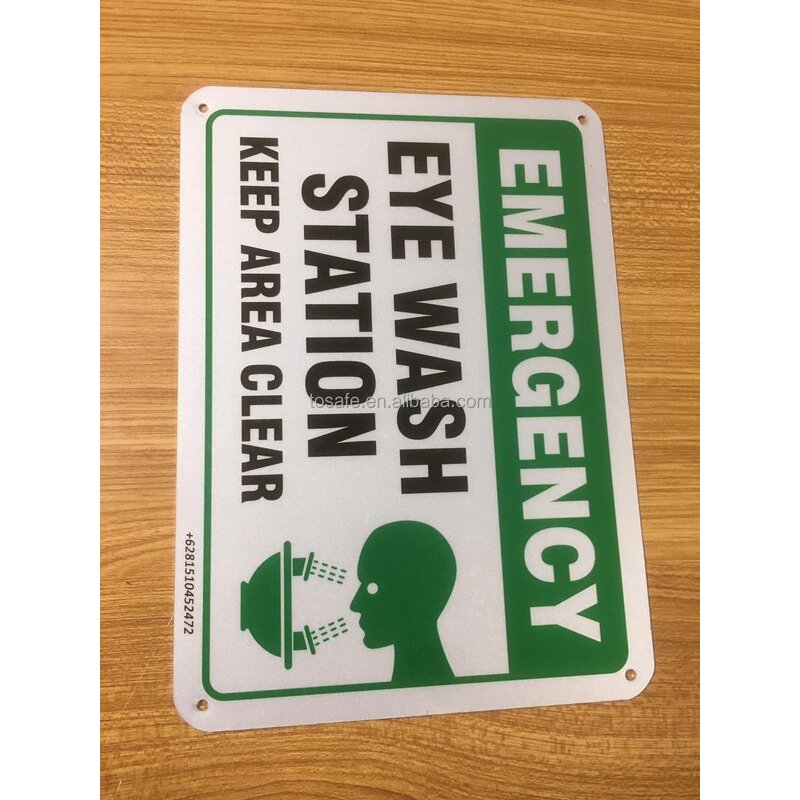 EMERGENCY
EYE WASH
STATION
KEEP AREA CLEAR
+6281510452472
tosafe.en.alibaba.com